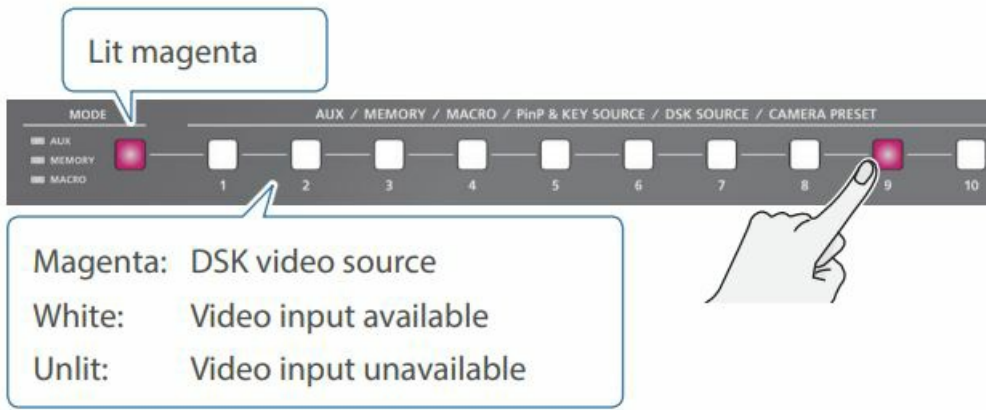 Lit magenta
MODE
AUX / MEMORY / MACRO / PinP & KEY SOURCE / DSK SOURCE / CAMERA PRESET
AUX
MEMORY
MACRO
1 2 3 4 5 6 7 8 9 10
Magenta: DSK video source
White: Video input available
Unlit: Video input unavailable